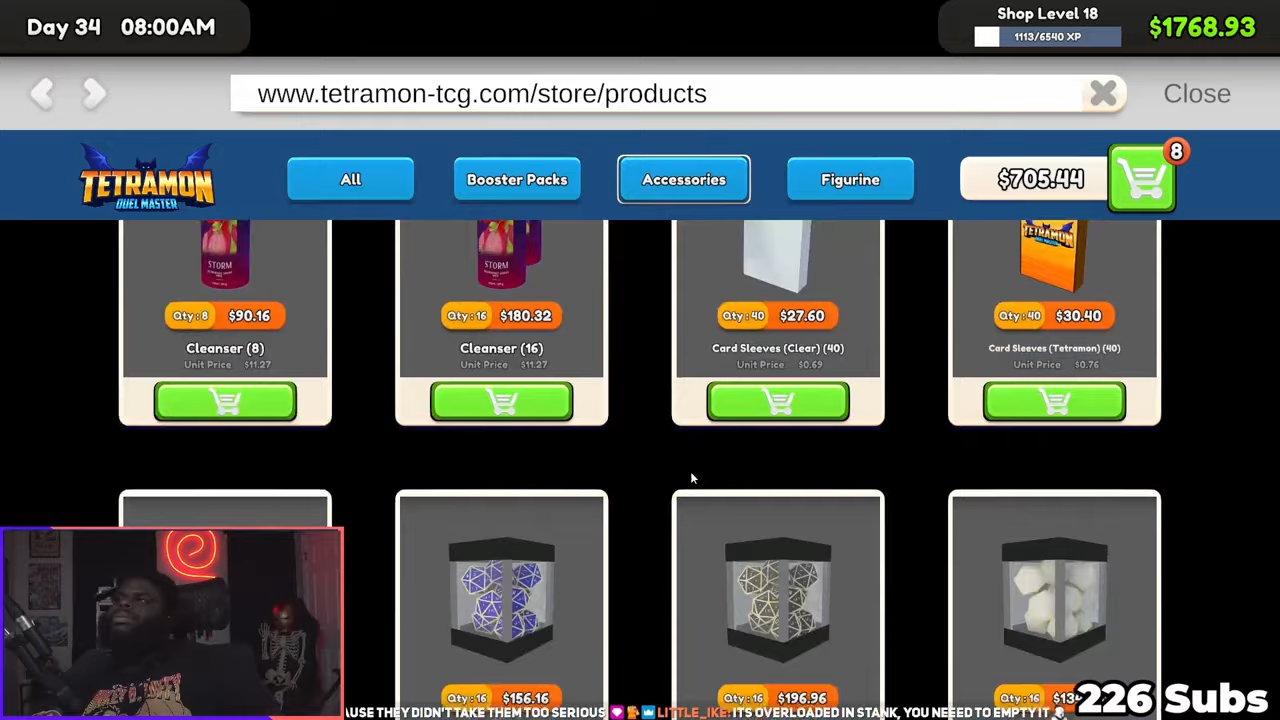 Day 34 08:00AM
Shop Level 18
1113/6540 XP
$1768.93
www.tetramon-tcg.com/store/products
Close
TETRAMON
DUEL MASTER
All
Booster Packs
Accessories
Figurine
$705.44
8
STORM
STORM
TETRAMON
Qty: 8 $90.16
Qty: 16 $180.32
Qty: 40 $27.60
Qty: 40 $30.40
Cleanser (8)
Cleanser (16)
Card Sleeves (Clear) (40)
Card Sleeves (Tetramon) (40)
Unit Price $11.27
Unit Price $11.27
Unit Price $0.69
Unit Price $0.76
Qty: 16 $156.16
Qty: 16 $196.96
Qty: 16
226 Subs
AUSE THEY DIDN'T TAKE THEM TOO SERIOUS LITTLE_IKE: ITS OVERLOADED IN STANK, YOU NEEED TO EMPTY IT